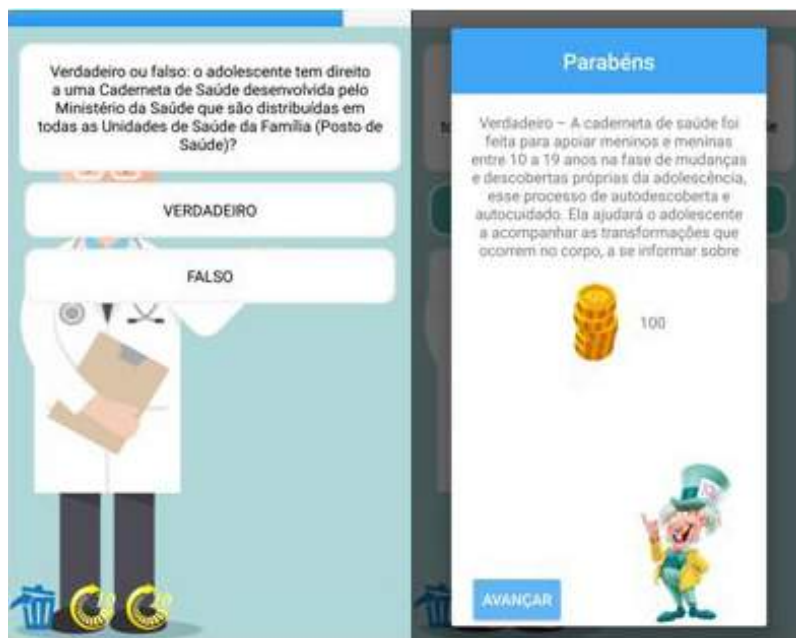 Verdadeiro ou falso: o adolescente tem direito
a uma Caderneta de Saúde desenvolvida pelo
Ministério da Saúde que são distribuídas em
todas as Unidades de Saúde da Família (Posto de
Saúde)?
VERDADEIRO
FALSO
Parabéns
Verdadeiro – A caderneta de saúde foi
feita para apoiar meninos e meninas
entre 10 a 19 anos na fase de mudanças
e descobertas próprias da adolescência,
esse processo de autodescoberta e
autocuidado. Ela ajudará o adolescente
a acompanhar as transformações que
ocorrem no corpo, a se informar sobre
100
AVANÇAR